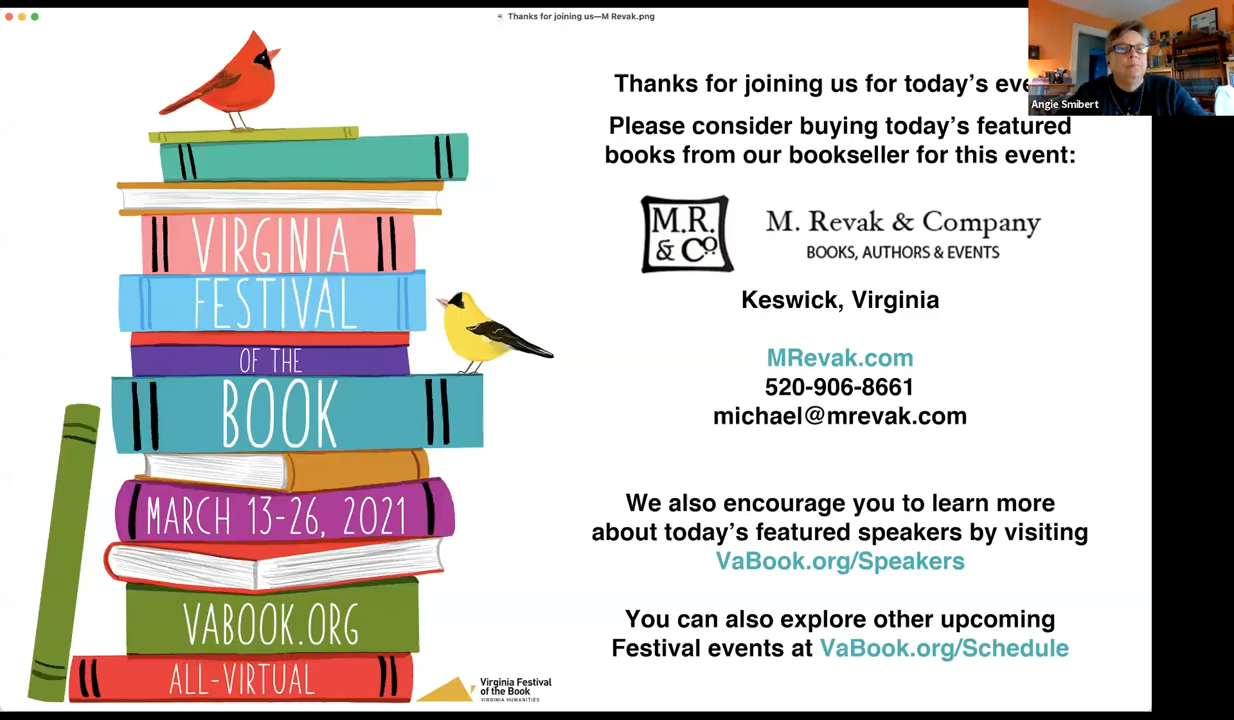 Thanks for joining us—M Revak.png
VIRGINIA
FESTIVAL
OF THE
BOOK
MARCH 13-26, 2021
VABOOK.ORG
ALL-VIRTUAL
Virginia Festival
of the Book
VIRGINIA HUMANITIES
Thanks for joining us for today's eve
Please consider buying today's featured
books from our bookseller for this event:
M.R.
& Co
M. Revak & Company
BOOKS, AUTHORS & EVENTS
Keswick, Virginia
MRevak.com
520-906-8661
michael@mrevak.com
We also encourage you to learn more
about today's featured speakers by visiting
VaBook.org/Speakers
You can also explore other upcoming
Festival events at VaBook.org/Schedule
Angie Smibert